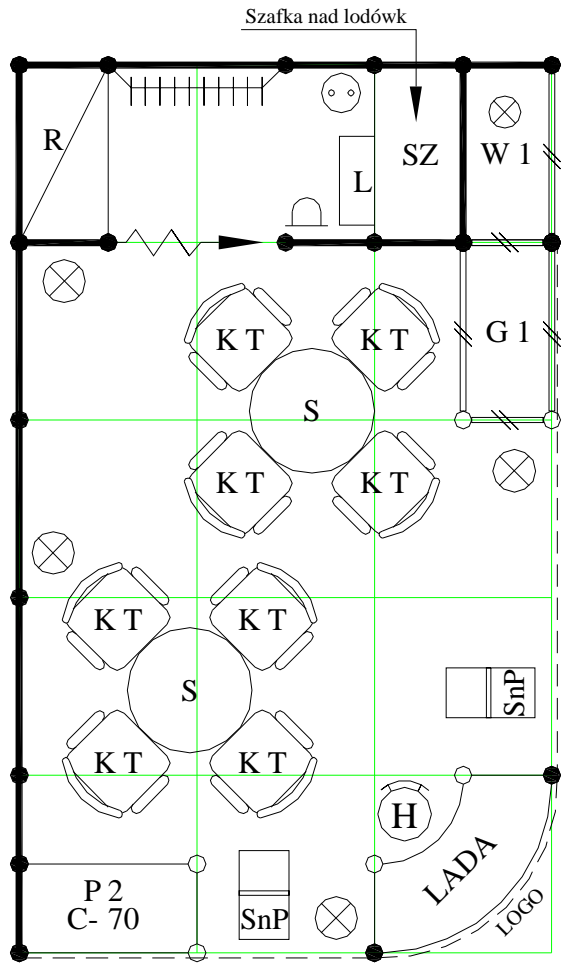 Szafka nad lodówk
R
L
SZ
W 1
K T
K T
G 1
S
K T
K T
K T
K T
S
SnP
K T
K T
H
LADA
P 2
C- 70
SnP
LOGO